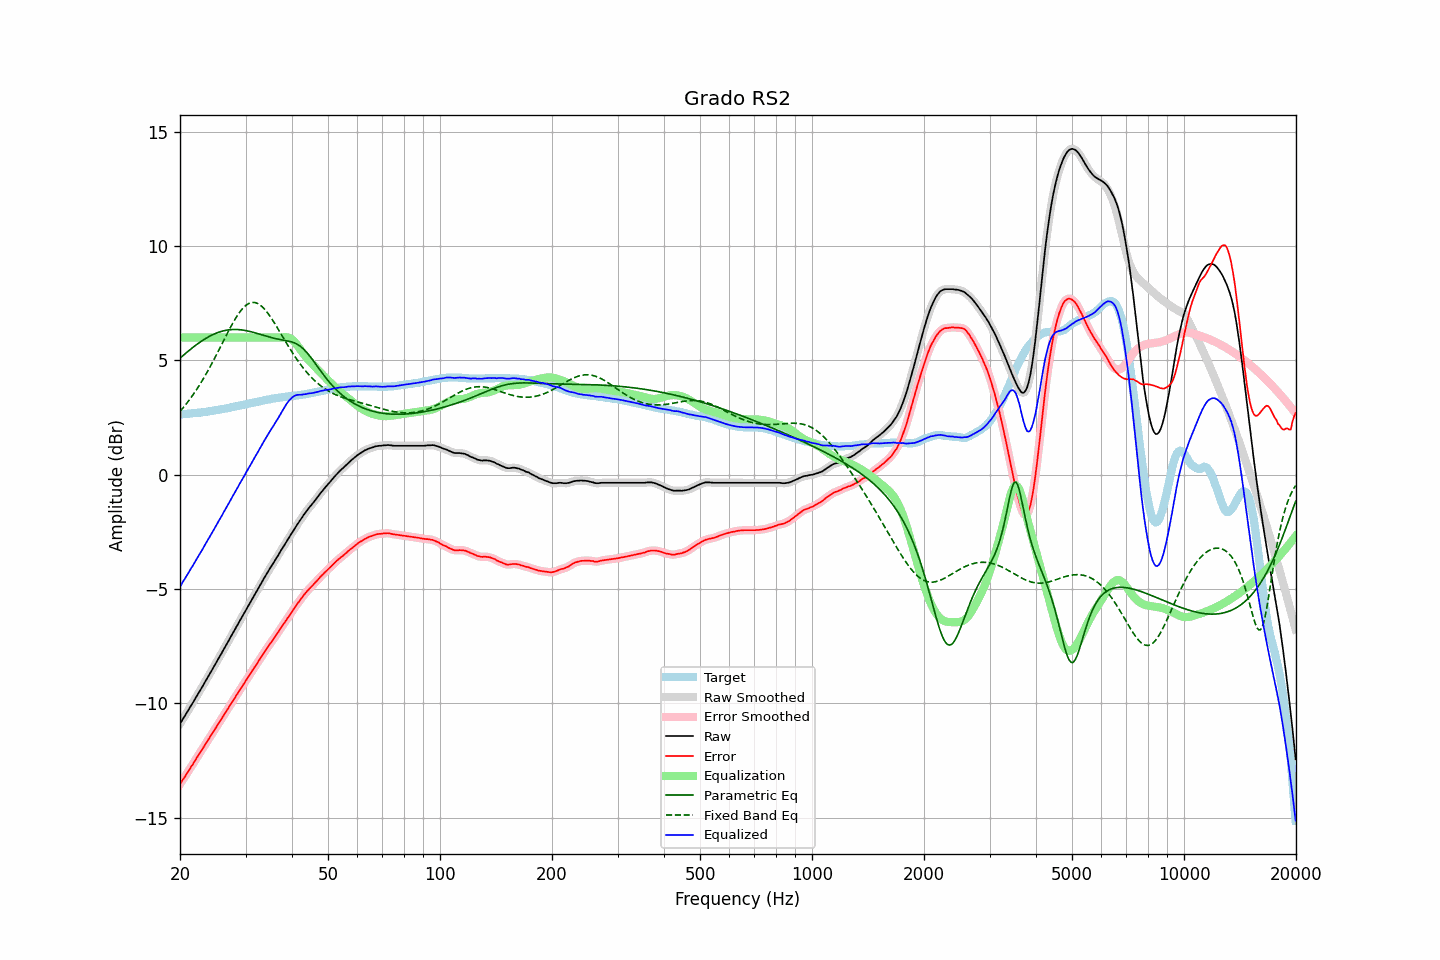 Grado RS2
Amplitude (dBr)
15
10
5
0
−5
−10
−15
Target
Raw Smoothed
Error Smoothed
Raw
Error
Equalization
Parametric Eq
Fixed Band Eq
Equalized
20 50 100 200 500 1000 2000 5000 10000 20000
Frequency (Hz)